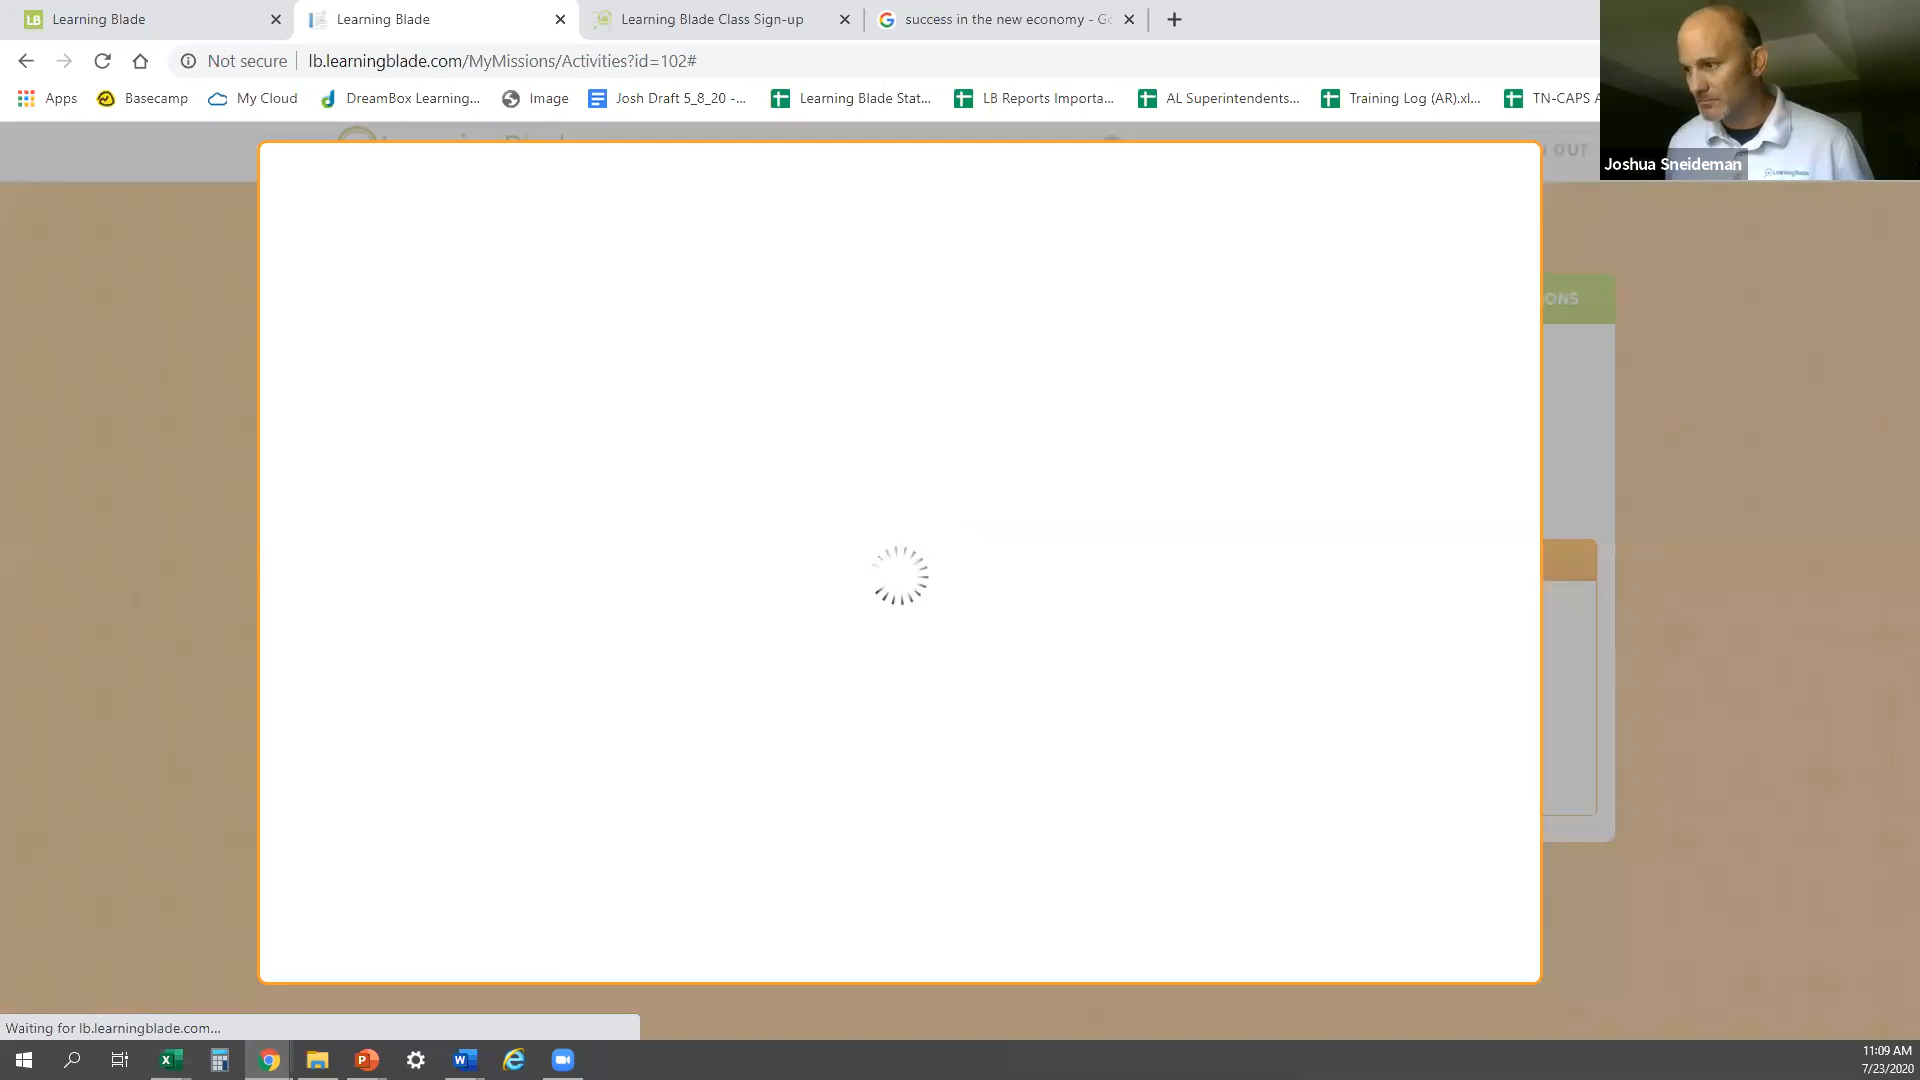 LB Learning Blade
Learning Blade
Learning Blade Class Sign-up
success in the new economy - Go
Not secure
lb.learningblade.com/MyMissions/Activities?id=102#
Apps
Basecamp
My Cloud
DreamBox Learning...
Image
Josh Draft 5_8_20 -...
Learning Blade Stat...
LB Reports Importa...
AL Superintendents...
Training Log (AR).xl...
TN-CAPS A
OUT
Joshua Sneideman
LearningBlade
ONS
Waiting for lb.learningblade.com...
11:09 AM
7/23/2020